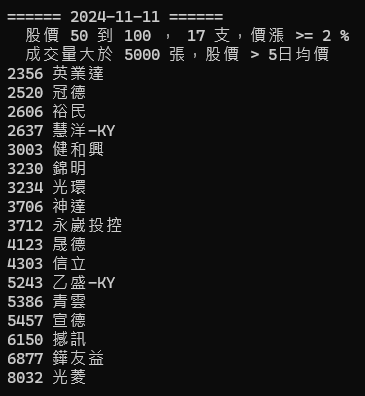 ====== 2024-11-11 ======
股價 50 到 100 , 17 支，價漲 >= 2 %
成交量大於 5000 張，股價 > 5日均價
2356 英業達
2520 冠德
2606 裕民
2637 慧洋-KY
3003 健和興
3230 錦明
3234 光環
3706 神達
3712 永崴投控
4123 晟德
4303 信立
5243 乙盛-KY
5386 青雲
5457 宣德
6150 撼訊
6877 鏵友益
8032 光菱